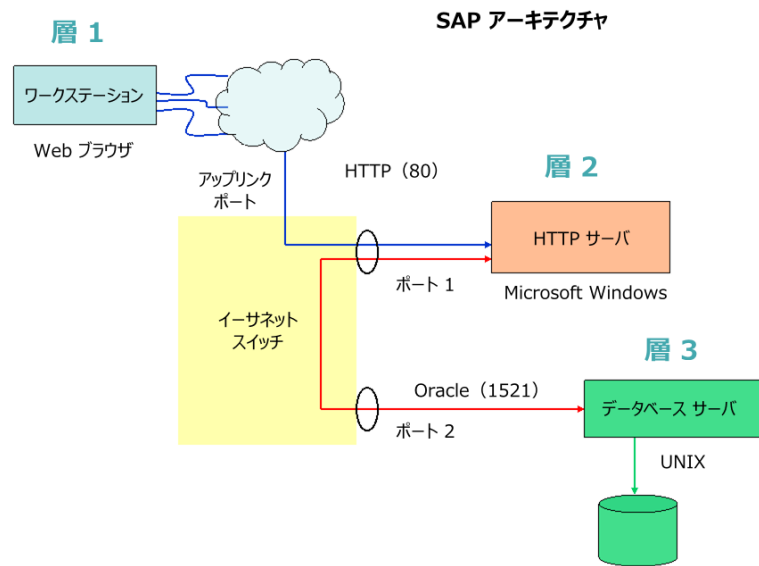 SAP アーキテクチャ
層 1
ワークステーション
Web ブラウザ
アップリンク
ポート
HTTP（80）
層 2
HTTP サーバ
Microsoft Windows
ポート 1
イーサネット
スイッチ
層 3
Oracle（1521）
データベース サーバ
ポート 2
UNIX